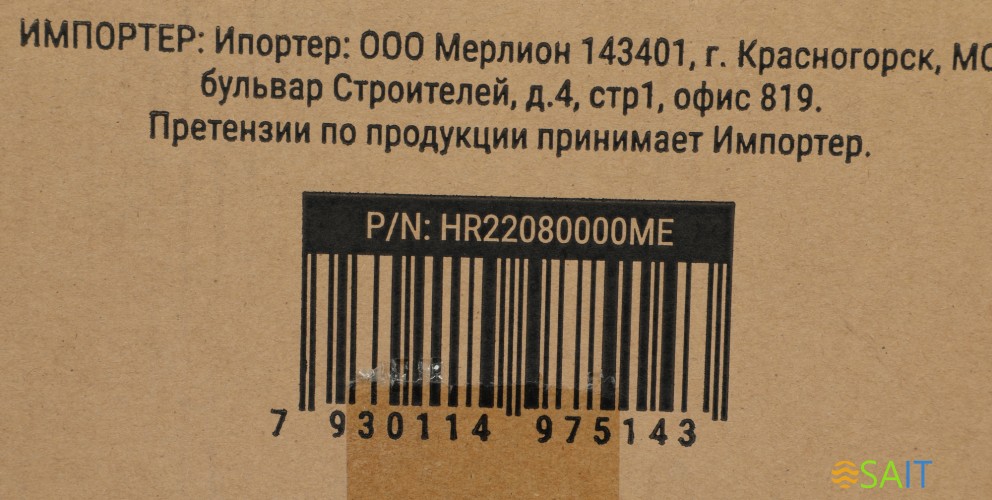 ИМПОРТЕР: Ипортер: ООО Мерлион 143401, г. Красногорск, МО
бульвар Строителей, д.4, стр1, офис 819.
Претензии по продукции принимает Импортер.
P/N: HR22080000ME
7 930114 975143
SAIT